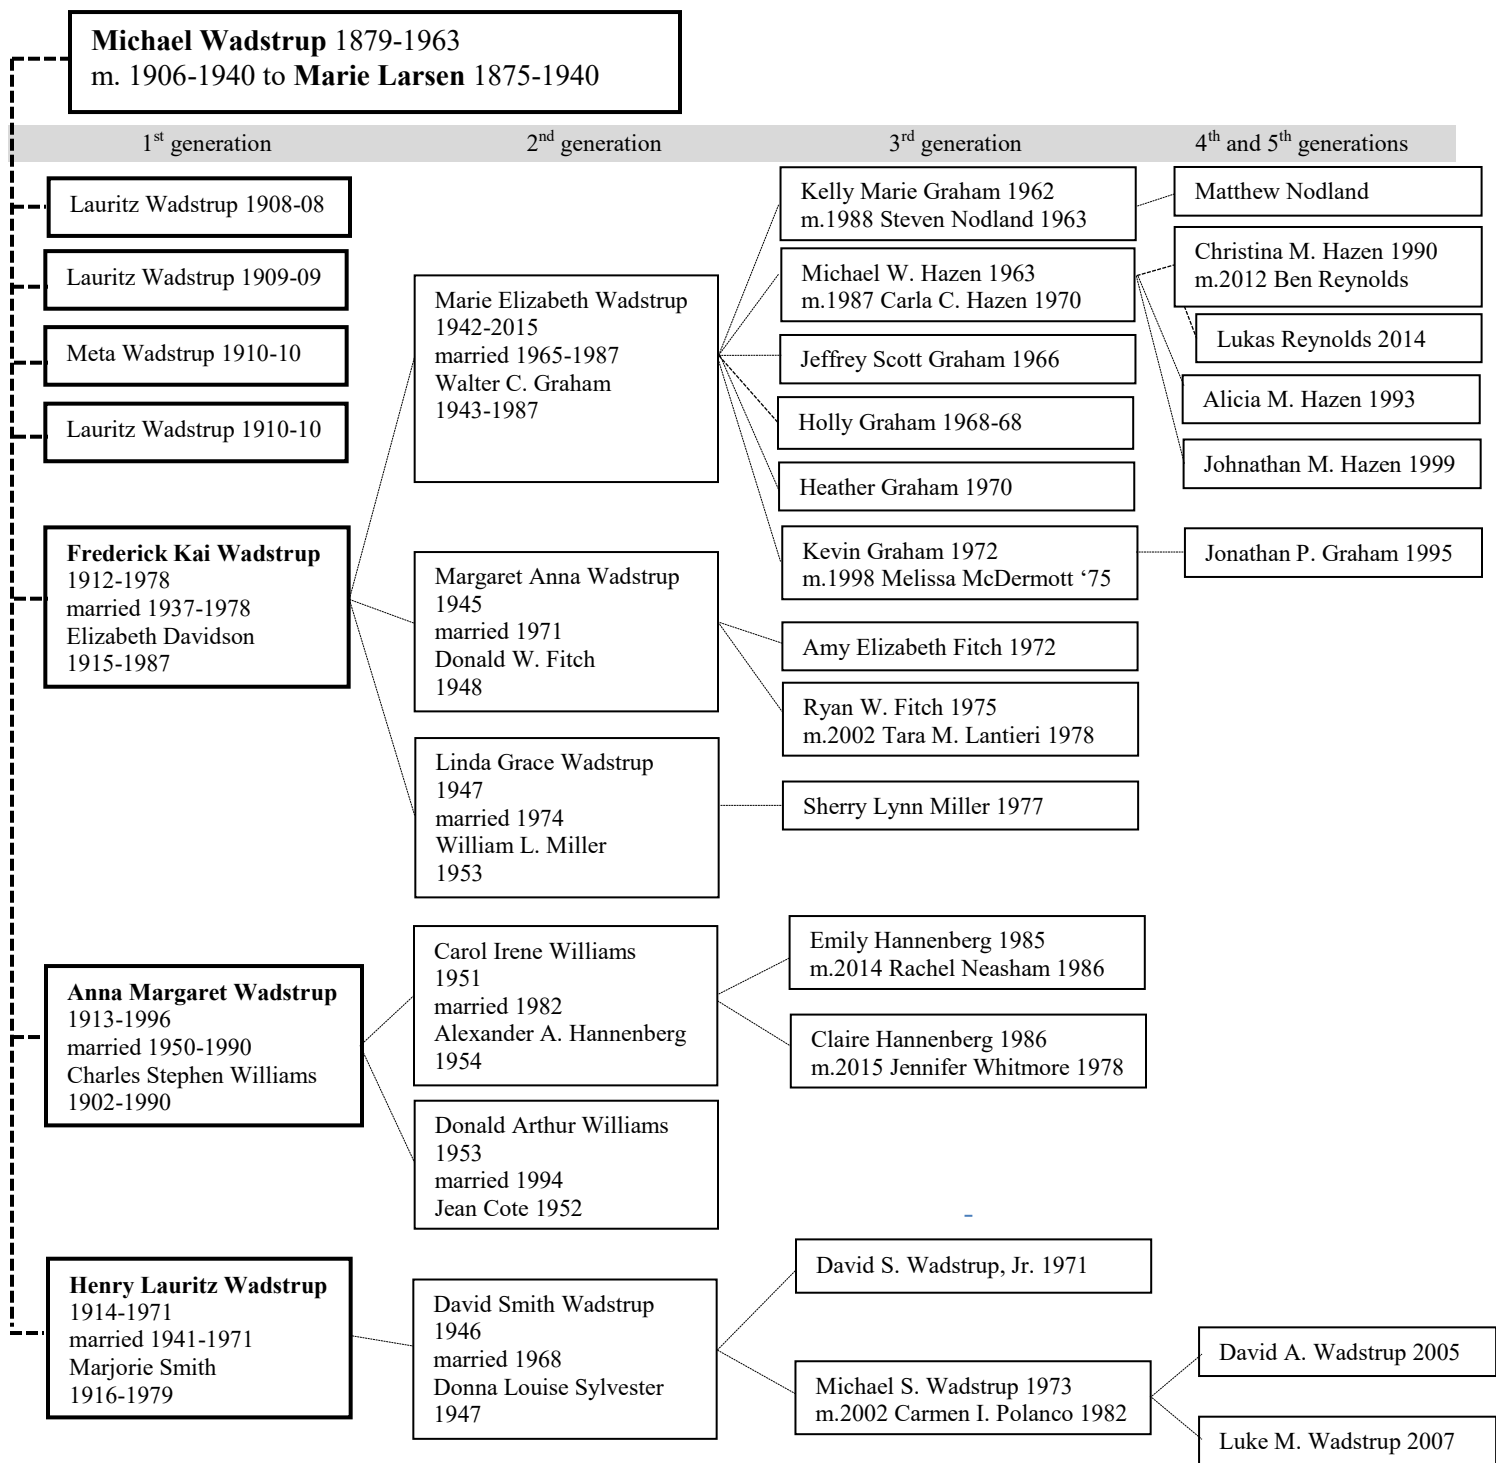 Michael Wadstrup 1879-1963
m. 1906-1940 to Marie Larsen 1875-1940
1st generation
2nd generation
3rd generation
4th and 5th generations
Lauritz Wadstrup 1908-08
Lauritz Wadstrup 1909-09
Meta Wadstrup 1910-10
Lauritz Wadstrup 1910-10
Frederick Kai Wadstrup
1912-1978
married 1937-1978
Elizabeth Davidson
1915-1987
Marie Elizabeth Wadstrup
1942-2015
married 1965-1987
Walter C. Graham
1943-1987
Kelly Marie Graham 1962
m.1988 Steven Nodland 1963
Matthew Nodland
Michael W. Hazen 1963
m.1987 Carla C. Hazen 1970
Christina M. Hazen 1990
m.2012 Ben Reynolds
Lukas Reynolds 2014
Alicia M. Hazen 1993
Johnathan M. Hazen 1999
Jeffrey Scott Graham 1966
Holly Graham 1968-68
Heather Graham 1970
Kevin Graham 1972
m.1998 Melissa McDermott ‘75
Jonathan P. Graham 1995
Margaret Anna Wadstrup
1945
married 1971
Donald W. Fitch
1948
Amy Elizabeth Fitch 1972
Ryan W. Fitch 1975
m.2002 Tara M. Lantieri 1978
Linda Grace Wadstrup
1947
married 1974
William L. Miller
1953
Sherry Lynn Miller 1977
Anna Margaret Wadstrup
1913-1996
married 1950-1990
Charles Stephen Williams
1902-1990
Carol Irene Williams
1951
married 1982
Alexander A. Hannenberg
1954
Emily Hannenberg 1985
m.2014 Rachel Neasham 1986
Claire Hannenberg 1986
m.2015 Jennifer Whitmore 1978
Donald Arthur Williams
1953
married 1994
Jean Cote 1952
Henry Lauritz Wadstrup
1914-1971
married 1941-1971
Marjorie Smith
1916-1979
David Smith Wadstrup
1946
married 1968
Donna Louise Sylvester
1947
David S. Wadstrup, Jr. 1971
Michael S. Wadstrup 1973
m.2002 Carmen I. Polanco 1982
David A. Wadstrup 2005
Luke M. Wadstrup 2007